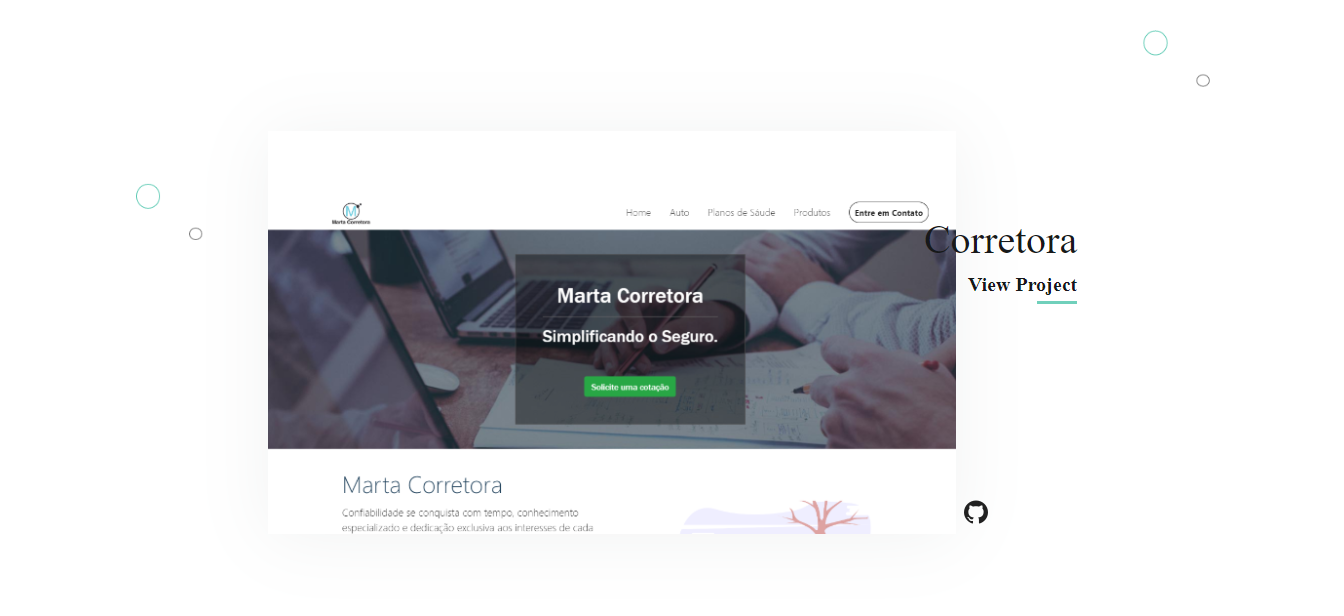 Marta Corretora
Home Auto Planos de Sáude Produtos Entre em Contato
Corretora
View Project
Marta Corretora
Simplificando o Seguro.
Solicite uma cotação
Marta Corretora
Confiabilidade se conquista com tempo, conhecimento
especializado e dedicação exclusiva aos interesses de cada